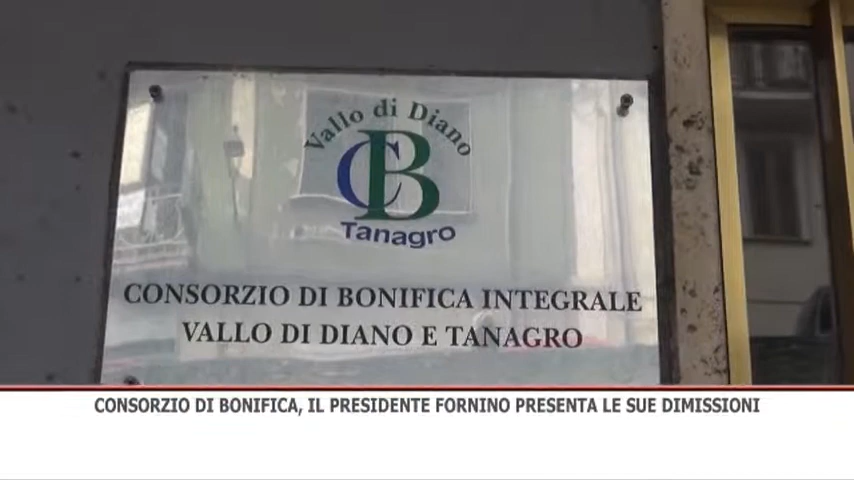 Vallo di Diano
CB
Tanagro
CONSORZIO DI BONIFICA INTEGRALE
VALLO DI DIANO E TANAGRO
CONSORZIO DI BONIFICA, IL PRESIDENTE FORNINO PRESENTA LE SUE DIMISSIONI